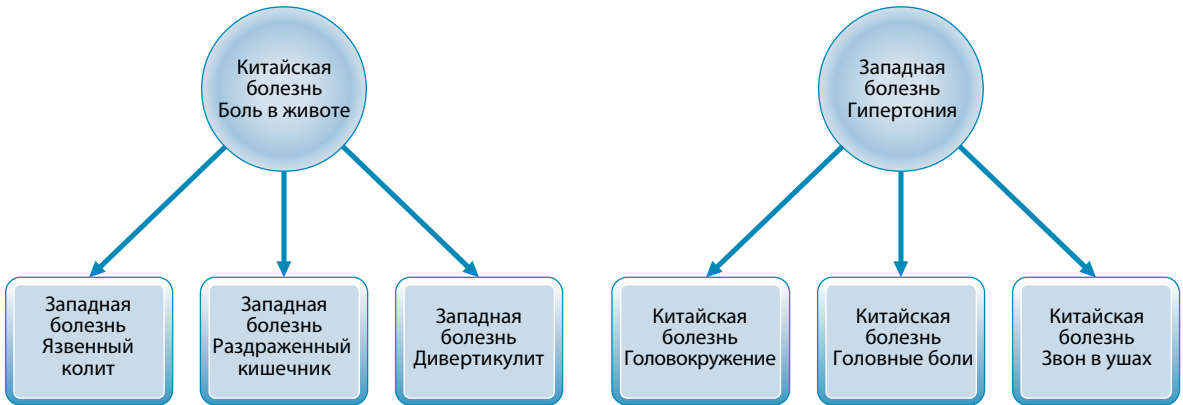 Китайская
болезнь
Боль в животе
Западная
болезнь
Гипертония
Западная
болезнь
Язвенный
колит
Западная
болезнь
Раздраженный
кишечник
Западная
болезнь
Дивертикулит
Китайская
болезнь
Головокружение
Китайская
болезнь
Головные боли
Китайская
болезнь
Звон в ушах